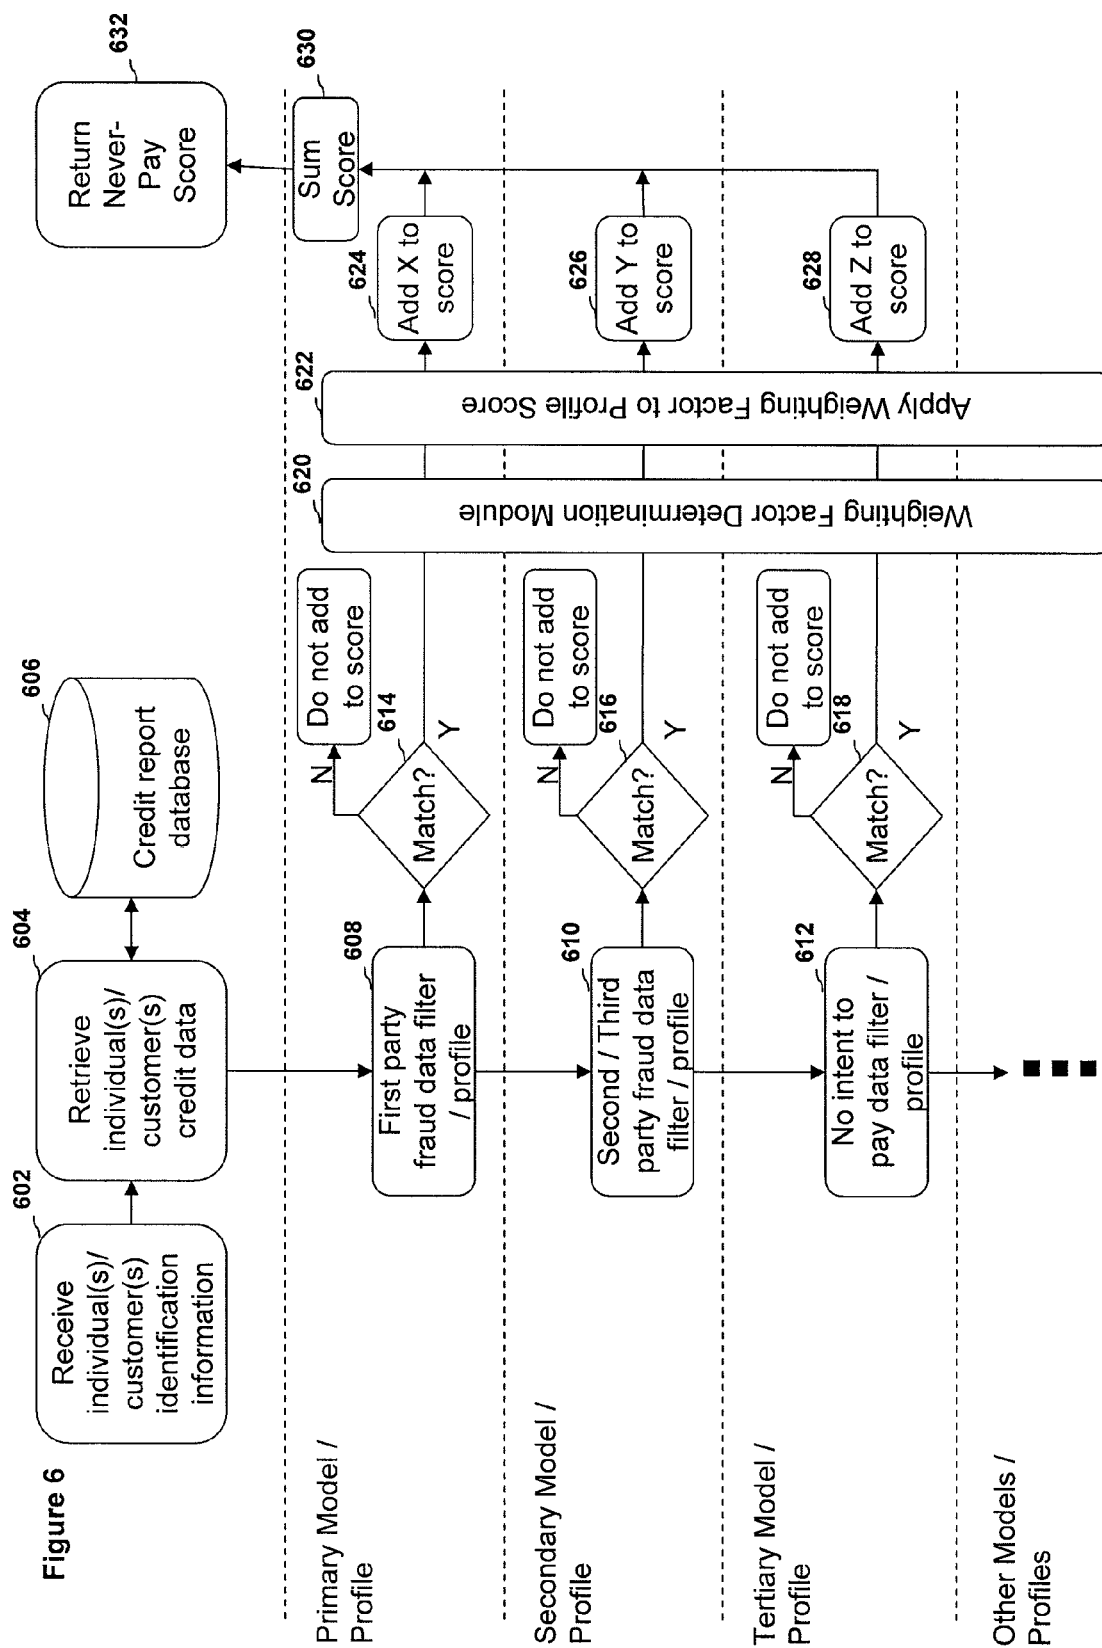 Figure 6
602
Receive
individual(s)/
customer(s)
identification
information
604
Retrieve
individual(s)/
customer(s)
credit data
606
Credit report
database
632
Return
Never-
Pay
Score
Primary Model /
Profile
608
First party
fraud data filter
/ profile
614
Match?
N
Y
Do not add
to score
620
Weighting Factor Determination Module
622
Apply Weighting Factor to Profile Score
624
Add X to
score
630
Sum
Score
Secondary Model /
Profile
610
Second / Third
party fraud data
filter / profile
616
Match?
N
Y
Do not add
to score
626
Add Y to
score
Tertiary Model /
Profile
612
No intent to
pay data filter /
profile
618
Match?
N
Y
Do not add
to score
628
Add Z to
score
Other Models /
Profiles